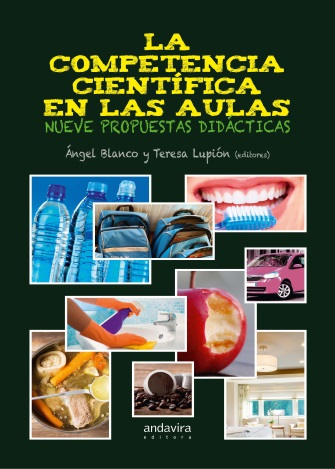 LA
COMPETENCIA
CIENTÍFICA
EN LAS AULAS
NUEVE PROPUESTAS DIDÁCTICAS
Ángel Blanco y Teresa Lupión (editores)
andavira
editora